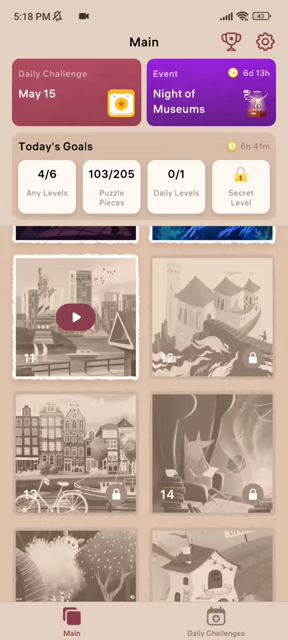 5:18 PM
43
Main
Daily Challenge
May 15
Event
6d 13h
Night of
Museums
Today's Goals
6h 41m
4/6
Any Levels
103/205
Puzzle
Pieces
0/1
Daily Levels
Secret
Level
11
12
13
14
Main
Daily Challenges